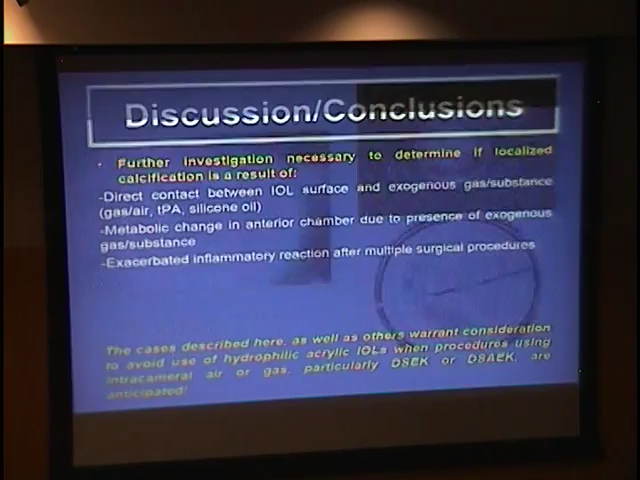 Discussion/Conclusions
• Further investigation necessary to determine if localized
calcification is a result of:
-Direct contact between IOL surface and exogenous gas/substance
(gas/air, tPA, silicone oil)
-Metabolic change in anterior chamber due to presence of exogenous
gas/substance
-Exacerbated inflammatory reaction after multiple surgical procedures
The cases described here, as well as others warrant consideration
to avoid use of hydrophilic acrylic IOLs when procedures using
intracameral air or gas, particularly DSEK or DSAEK, are
anticipated!